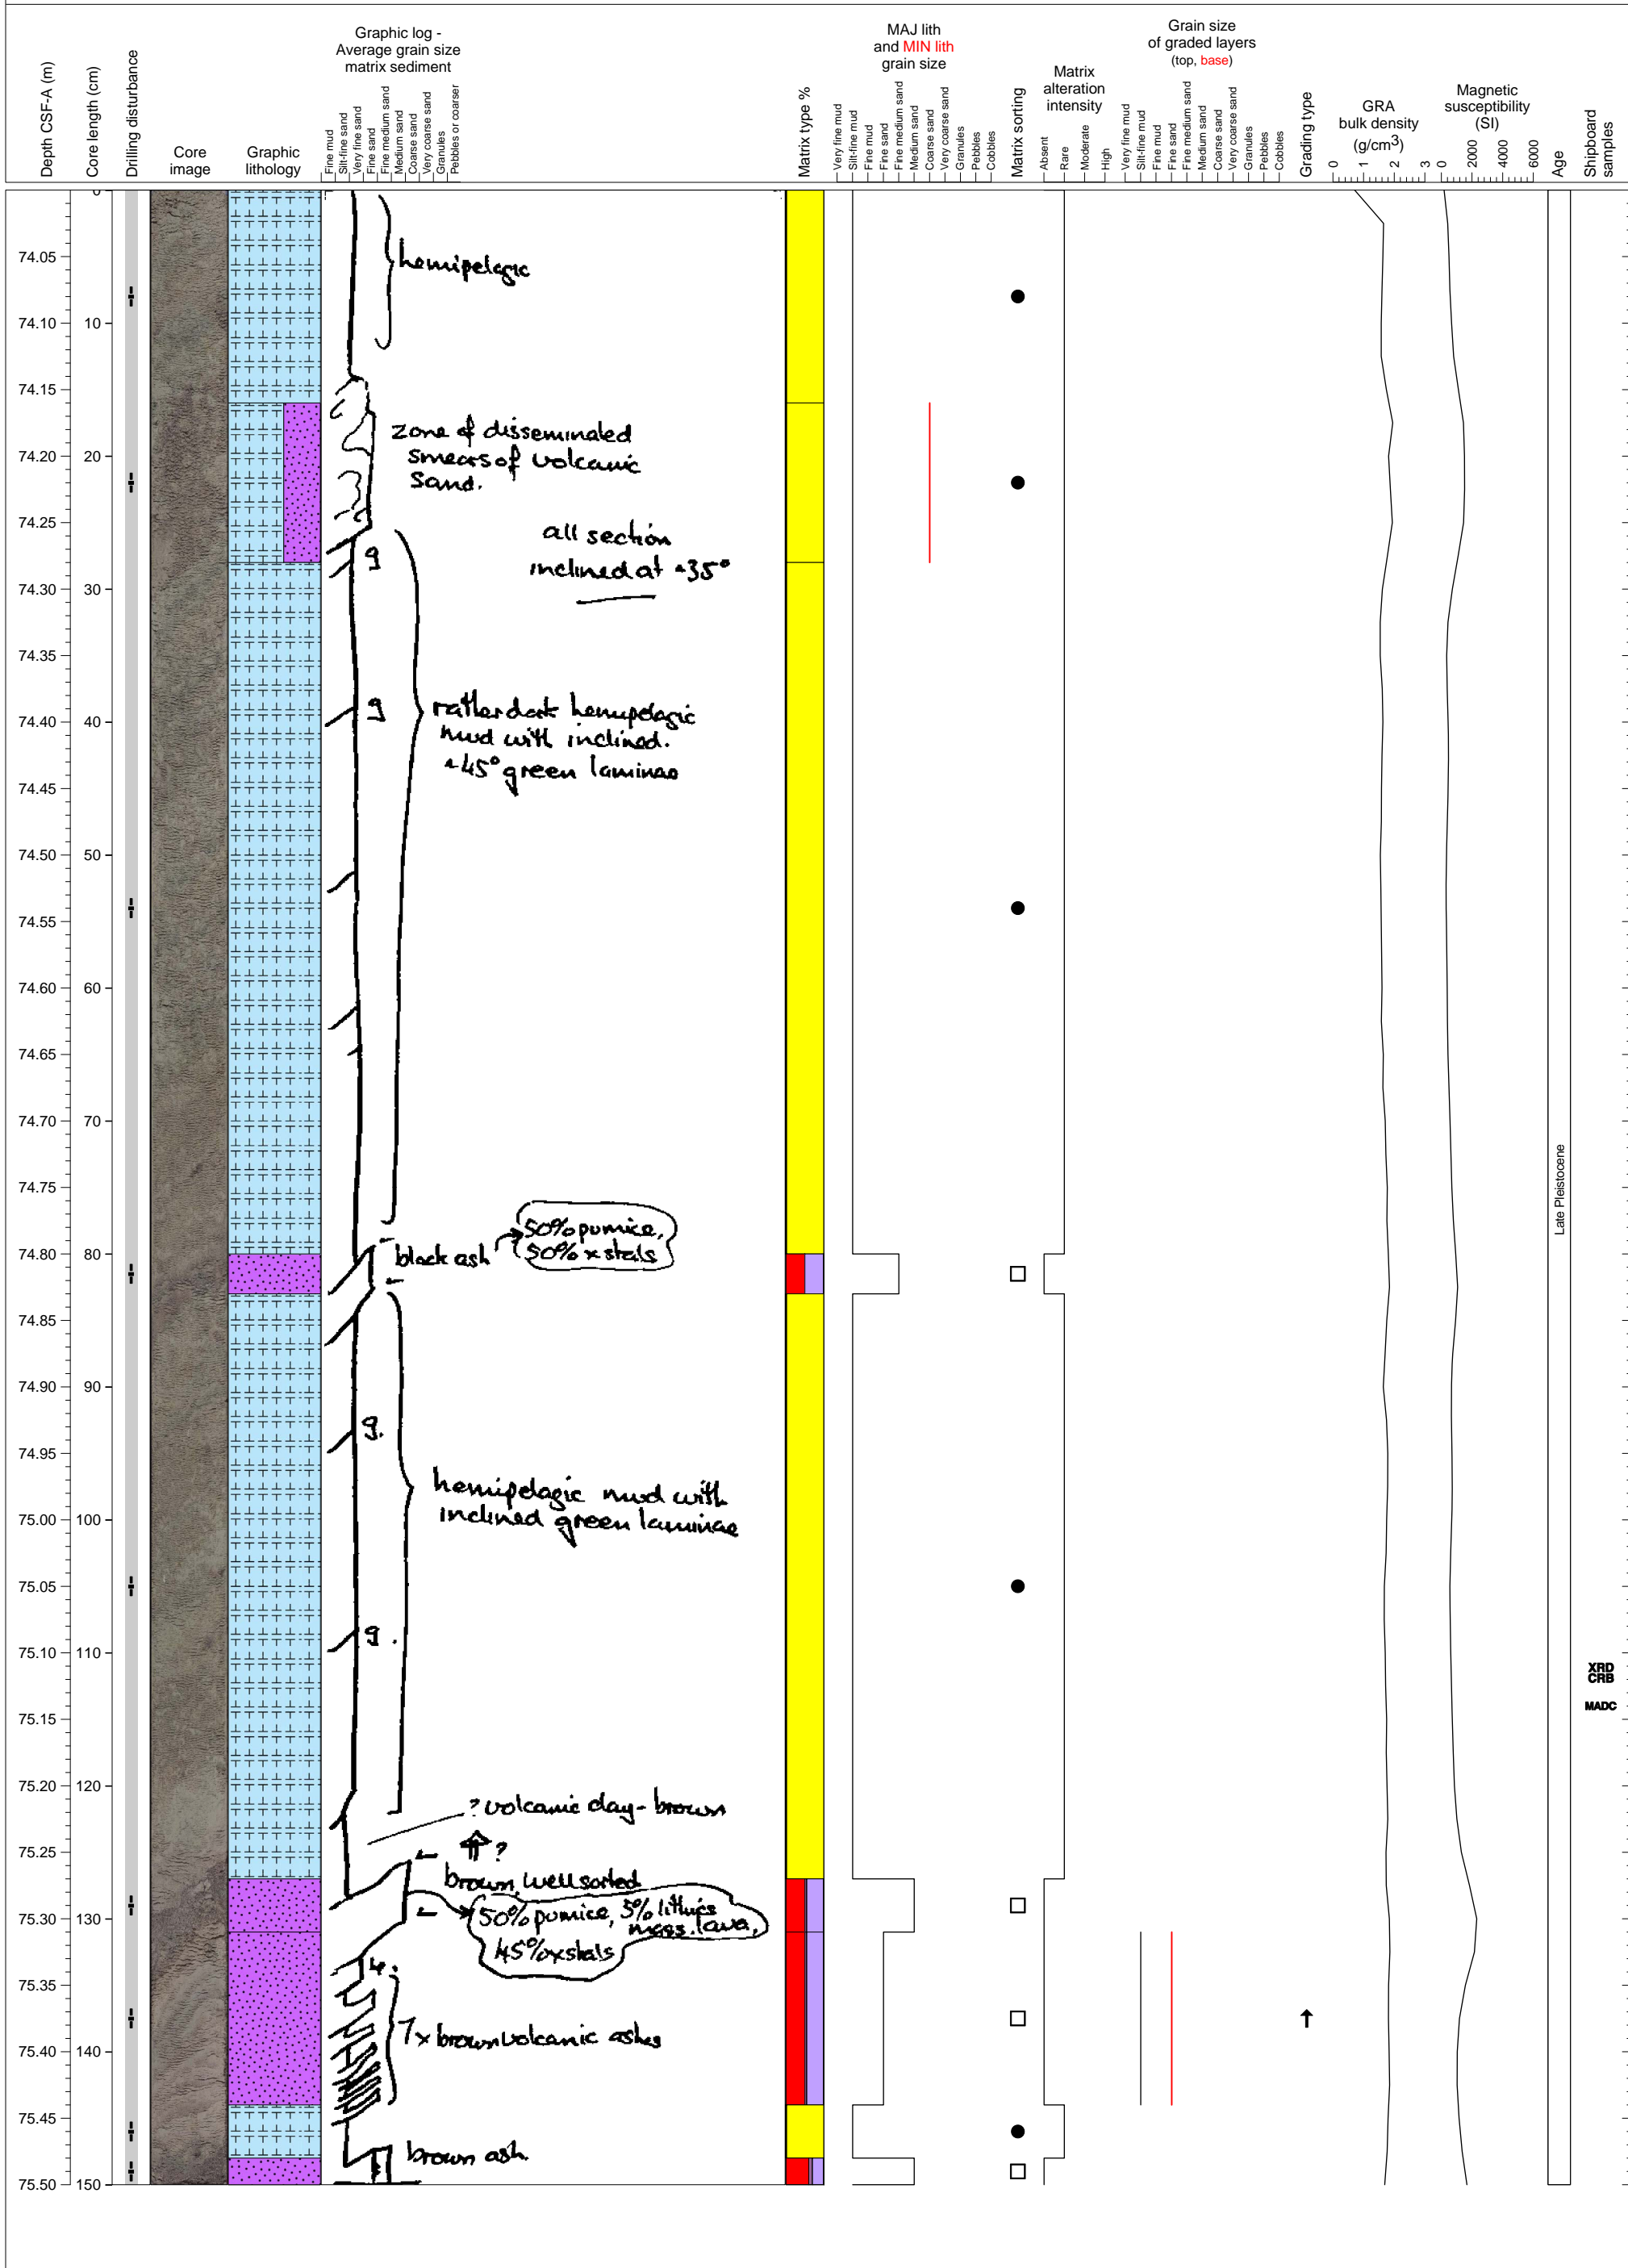 Depth CSF-A (m)
Core length (cm)
Drilling disturbance
Core
image
Graphic
lithology
Graphic log -
Average grain size
matrix sediment
Fine mud
Silt-fine sand
Very fine sand
Fine sand
Fine medium sand
Medium sand
Coarse sand
Very coarse sand
Granules
Pebbles or coarser
Matrix type %
MAJ lith
and MIN lith
grain size
Very fine mud
Silt-fine mud
Fine mud
Fine sand
Fine medium sand
Medium sand
Coarse sand
Very coarse sand
Granules
Pebbles
Cobbles
Matrix sorting
Matrix
alteration
intensity
Absent
Rare
Moderate
High
Grain size
of graded layers
(top, base)
Very fine mud
Silt-fine mud
Fine mud
Fine sand
Fine medium sand
Medium sand
Coarse sand
Very coarse sand
Granules
Pebbles
Cobbles
Grading type
GRA
bulk density
(g/cm3)
0 1 2 3
Magnetic
susceptibility
(SI)
0 2000 4000 6000
Age
Shipboard
samples
0
74.05
74.10 10
74.15
74.20 20
74.25
74.30 30
74.35
74.40 40
74.45
74.50 50
74.55
74.60 60
74.65
74.70 70
74.75
74.80 80
74.85
74.90 90
74.95
75.00 100
75.05
75.10 110
75.15
75.20 120
75.25
75.30 130
75.35
75.40 140
75.45
75.50 150
hemipelagic
zone of disseminated
smears of volcanic
sand.
all section
inclined at ~35°
g
g
rather dark hemipelagic
mud with inclined.
~45° green laminae
black ash
50% pumice,
50% xstals
g.
hemipelagic mud with
inclined green laminae
g.
? volcanic clay - brown
?
brown, well sorted
50% pumice, 5% lithics
mass. lava,
45% xstals
7 x brown volcanic ashes
brown ash
Late Pleistocene
XRD
CRB
MADC